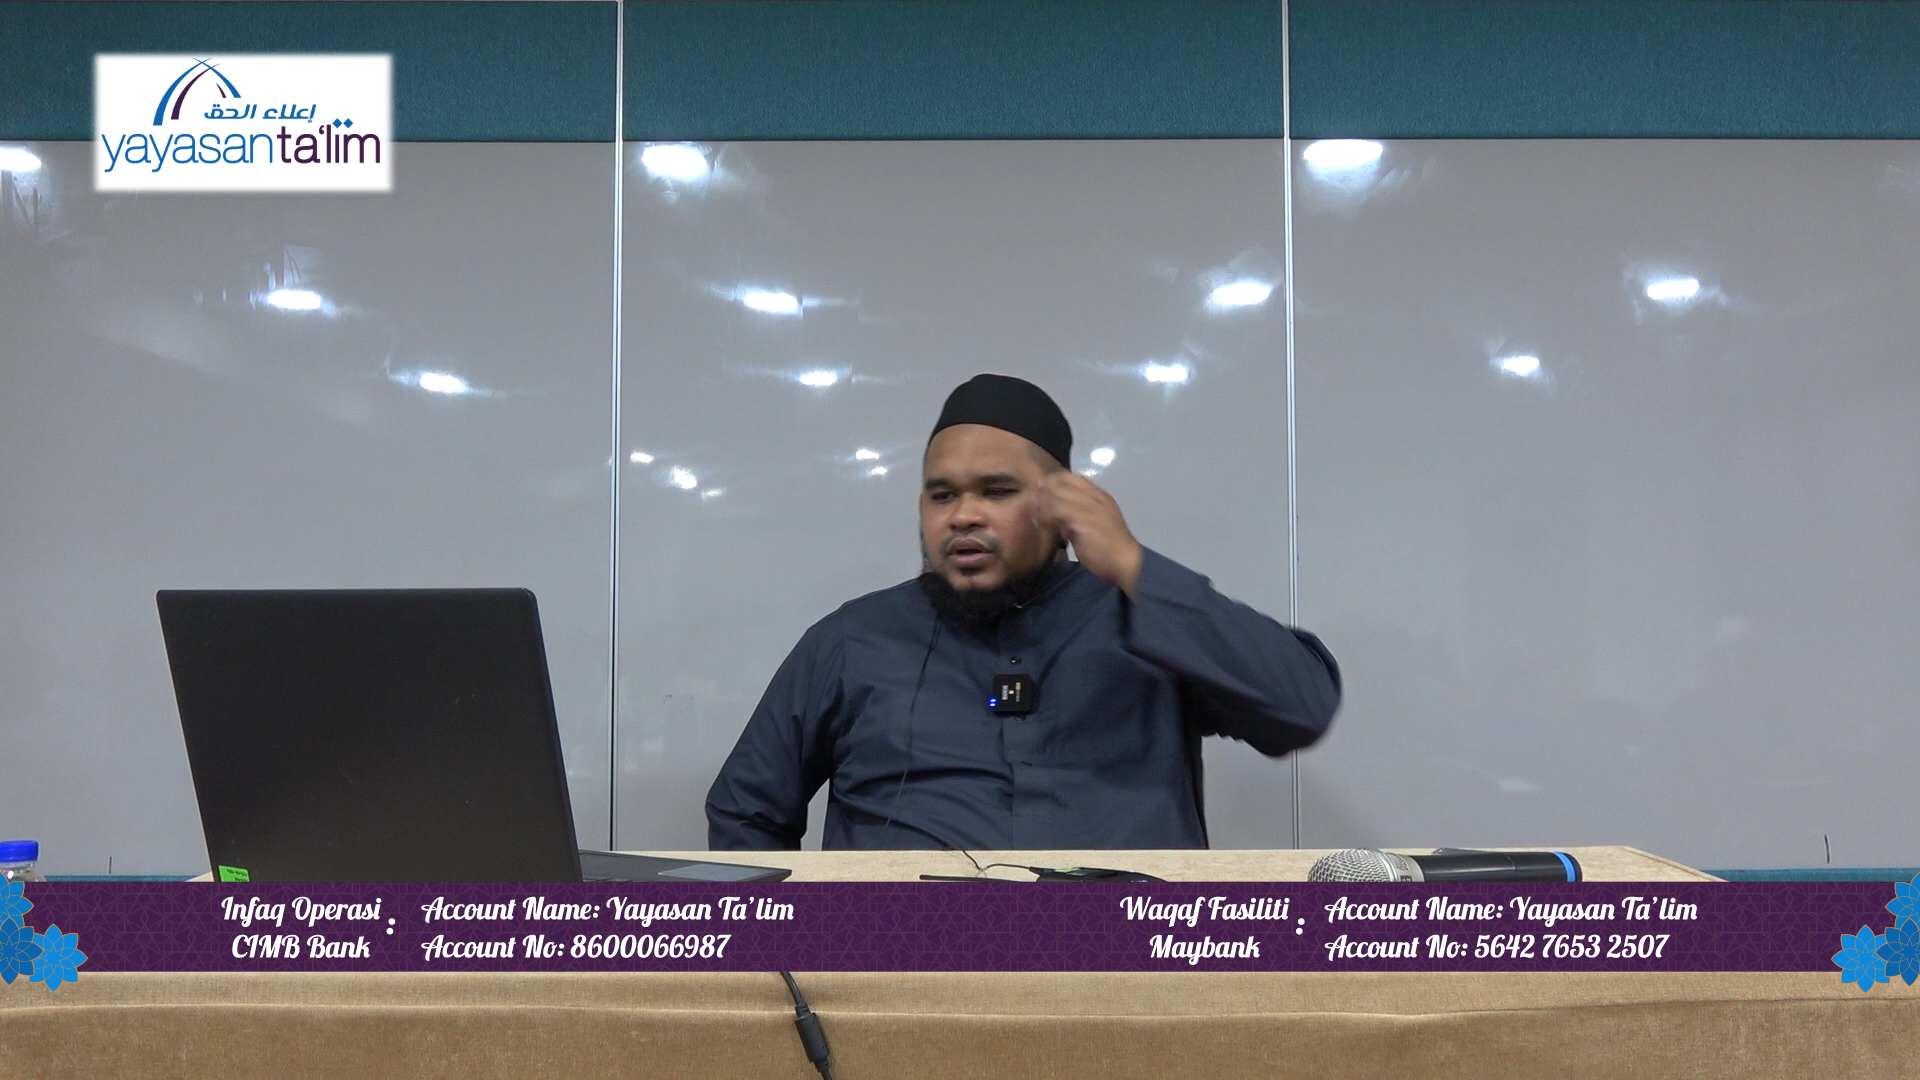 إعلاء الحق
yayasanta'lim
Infaq Operasi : Account Name: Yayasan Ta'lim
CIMB Bank Account No: 8600066987
Waqaf Fasiliti : Account Name: Yayasan Ta'lim
Maybank Account No: 5642 7653 2507